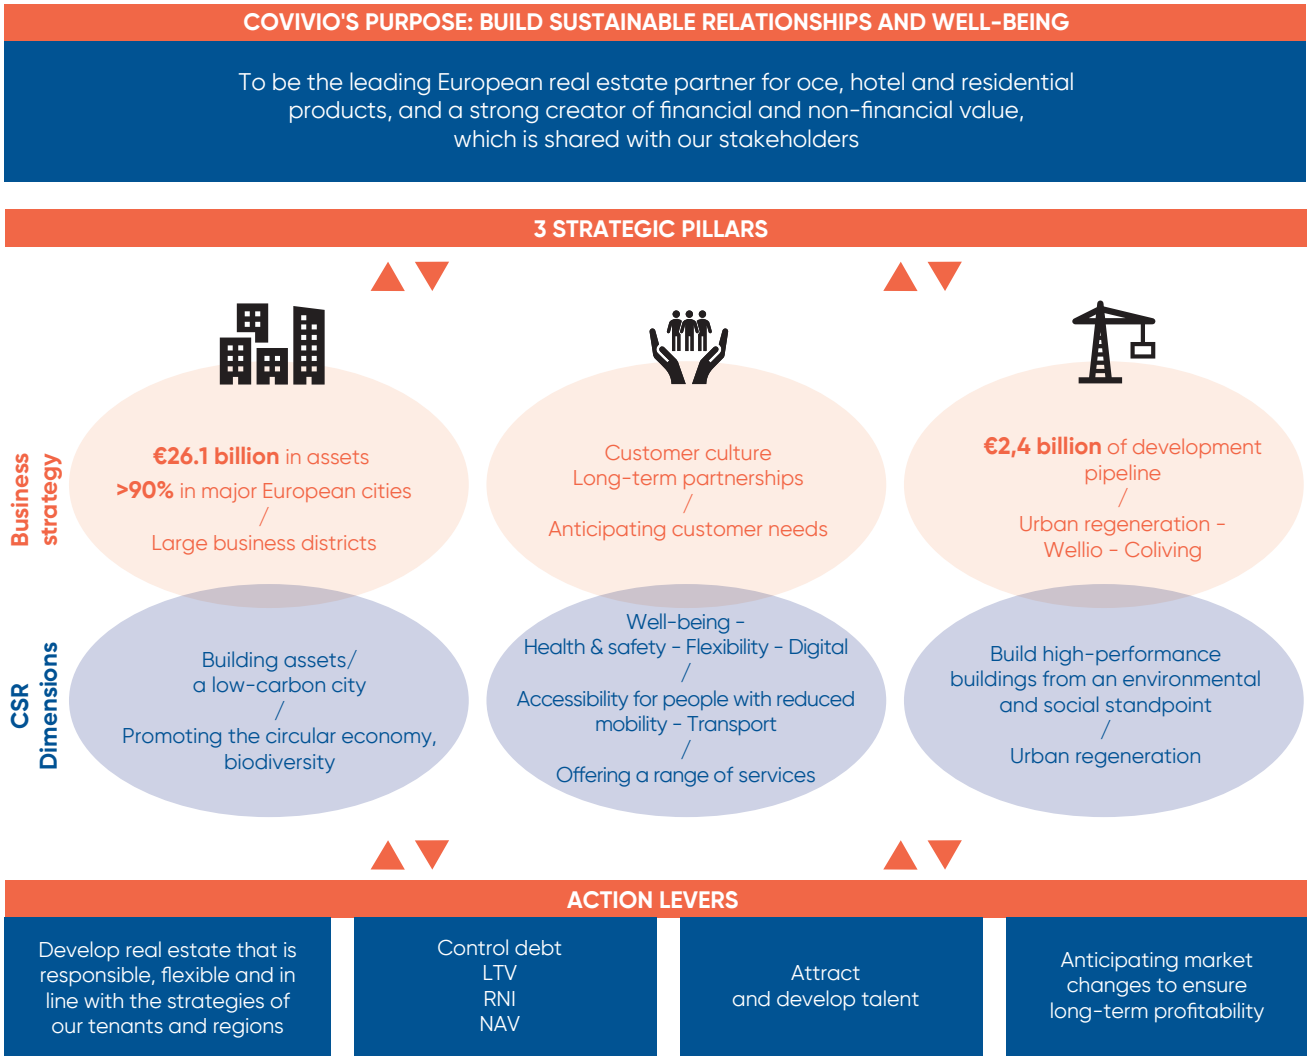 COVIVIO'S PURPOSE: BUILD SUSTAINABLE RELATIONSHIPS AND WELL-BEING
To be the leading European real estate partner for oce, hotel and residential
products, and a strong creator of financial and non-financial value,
which is shared with our stakeholders
3 STRATEGIC PILLARS
Business
strategy
€26.1 billion in assets
>90% in major European cities
/
Large business districts
Customer culture
Long-term partnerships
/
Anticipating customer needs
€2,4 billion of development
pipeline
/
Urban regeneration -
Wellio - Coliving
CSR
Dimensions
Building assets/
a low-carbon city
/
Promoting the circular economy,
biodiversity
Well-being -
Health & safety - Flexibility - Digital
/
Accessibility for people with reduced
mobility - Transport
/
Offering a range of services
Build high-performance
buildings from an environmental
and social standpoint
/
Urban regeneration
ACTION LEVERS
Develop real estate that is
responsible, flexible and in
line with the strategies of
our tenants and regions
Control debt
LTV
RNI
NAV
Attract
and develop talent
Anticipating market
changes to ensure
long-term profitability